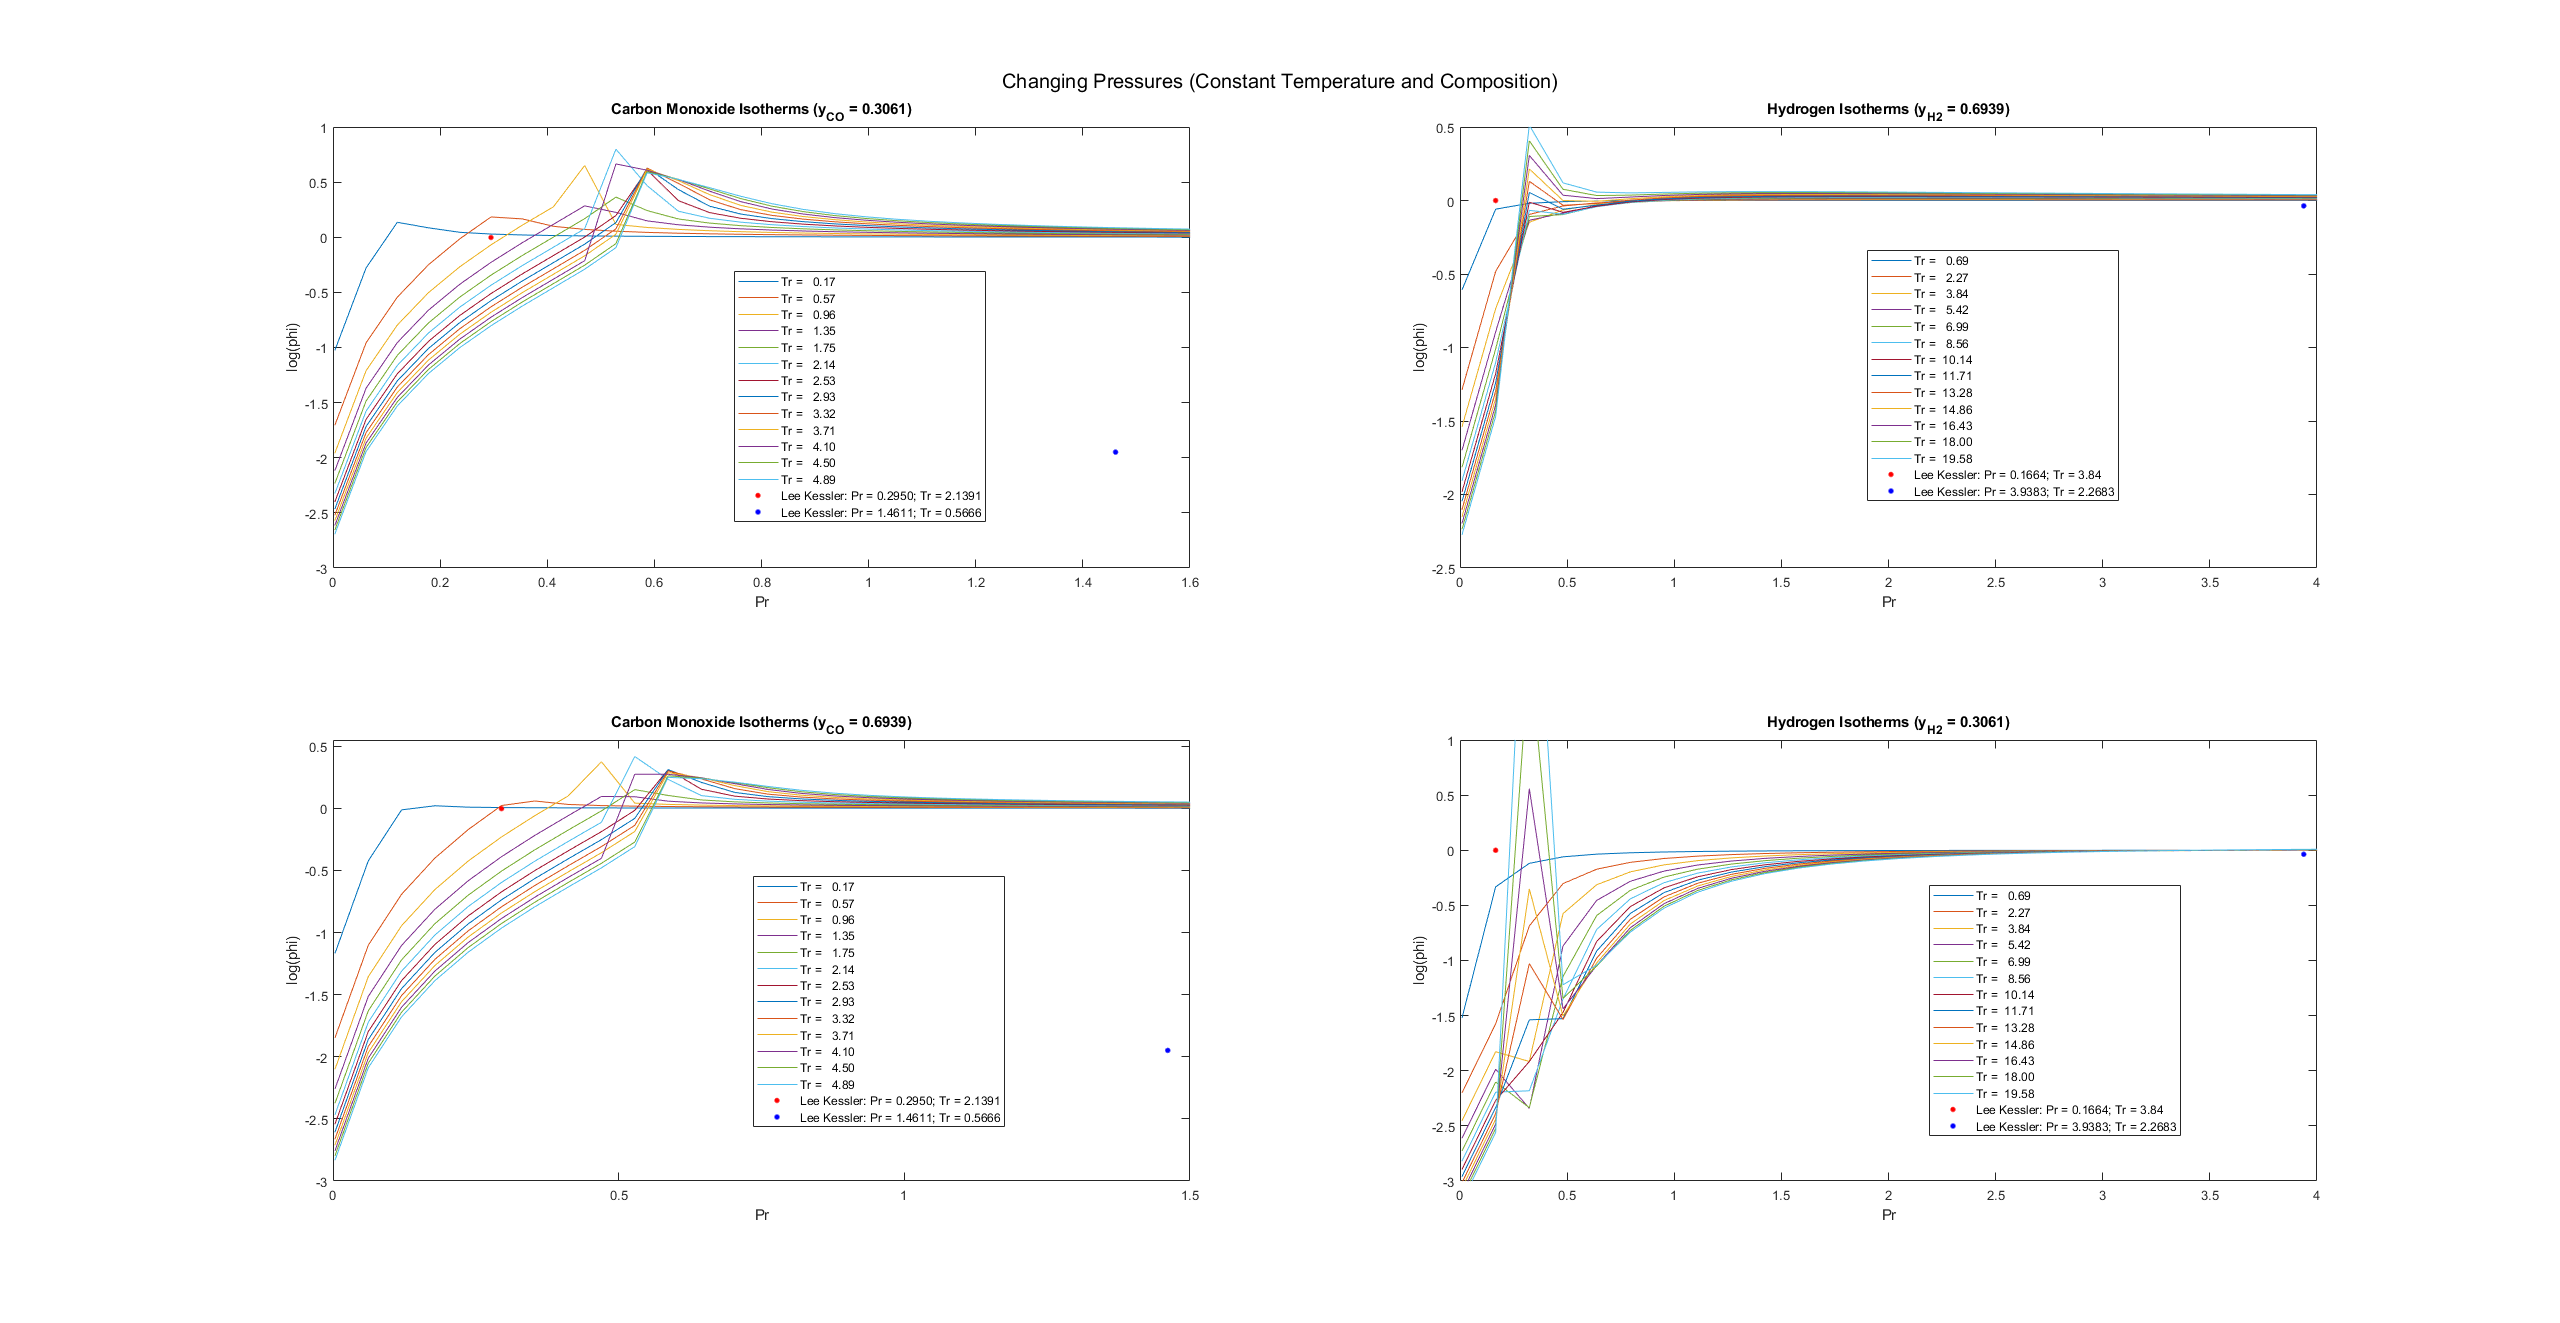 Changing Pressures (Constant Temperature and Composition)
Carbon Monoxide Isotherms (yCO = 0.3061)
1
0.5
0
-0.5
-1
-1.5
-2
-2.5
-3
log(phi)
0 0.2 0.4 0.6 0.8 1 1.2 1.4 1.6
Pr
Tr = 0.17
Tr = 0.57
Tr = 0.96
Tr = 1.35
Tr = 1.75
Tr = 2.14
Tr = 2.53
Tr = 2.93
Tr = 3.32
Tr = 3.71
Tr = 4.10
Tr = 4.50
Tr = 4.89
Lee Kessler: Pr = 0.2950; Tr = 2.1391
Lee Kessler: Pr = 1.4611; Tr = 0.5666
Hydrogen Isotherms (yH2 = 0.6939)
0.5
0
-0.5
-1
-1.5
-2
-2.5
log(phi)
0 0.5 1 1.5 2 2.5 3 3.5 4
Pr
Tr = 0.69
Tr = 2.27
Tr = 3.84
Tr = 5.42
Tr = 6.99
Tr = 8.56
Tr = 10.14
Tr = 11.71
Tr = 13.28
Tr = 14.86
Tr = 16.43
Tr = 18.00
Tr = 19.58
Lee Kessler: Pr = 0.1664; Tr = 3.84
Lee Kessler: Pr = 3.9383; Tr = 2.2683
Carbon Monoxide Isotherms (yCO = 0.6939)
0.5
0
-0.5
-1
-1.5
-2
-2.5
-3
log(phi)
0 0.5 1 1.5
Pr
Tr = 0.17
Tr = 0.57
Tr = 0.96
Tr = 1.35
Tr = 1.75
Tr = 2.14
Tr = 2.53
Tr = 2.93
Tr = 3.32
Tr = 3.71
Tr = 4.10
Tr = 4.50
Tr = 4.89
Lee Kessler: Pr = 0.2950; Tr = 2.1391
Lee Kessler: Pr = 1.4611; Tr = 0.5666
Hydrogen Isotherms (yH2 = 0.3061)
1
0.5
0
-0.5
-1
-1.5
-2
-2.5
-3
log(phi)
0 0.5 1 1.5 2 2.5 3 3.5 4
Pr
Tr = 0.69
Tr = 2.27
Tr = 3.84
Tr = 5.42
Tr = 6.99
Tr = 8.56
Tr = 10.14
Tr = 11.71
Tr = 13.28
Tr = 14.86
Tr = 16.43
Tr = 18.00
Tr = 19.58
Lee Kessler: Pr = 0.1664; Tr = 3.84
Lee Kessler: Pr = 3.9383; Tr = 2.2683